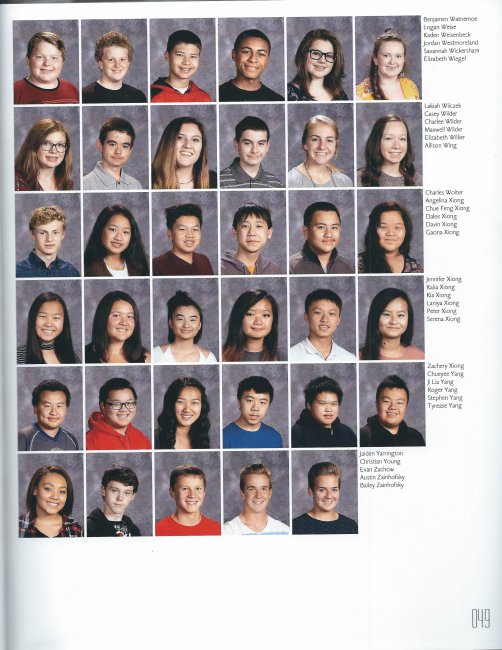 Benjamen Watnemoe
Logan Weise
Kaden Weisenbeck
Jordan Westmoreland
Savannah Wickersham
Elizabeth Wiegel
Lakiah Wilczek
Casey Wilder
Charlee Wilder
Maxwell Wilder
Elizabeth Willier
Allison Wing
Charles Wolter
Angelina Xiong
Chue Feng Xiong
Dalee Xiong
Davin Xiong
Gaona Xiong
Jennifer Xiong
Kalia Xiong
Kia Xiong
Laniya Xiong
Peter Xiong
Serena Xiong
Zachery Xiong
Chueyee Yang
Ji Lia Yang
Roger Yang
Stephen Yang
Tyrease Yang
Jaiden Yarrington
Christian Young
Evan Zachow
Austin Zainhofsky
Bailey Zainhofsky
049